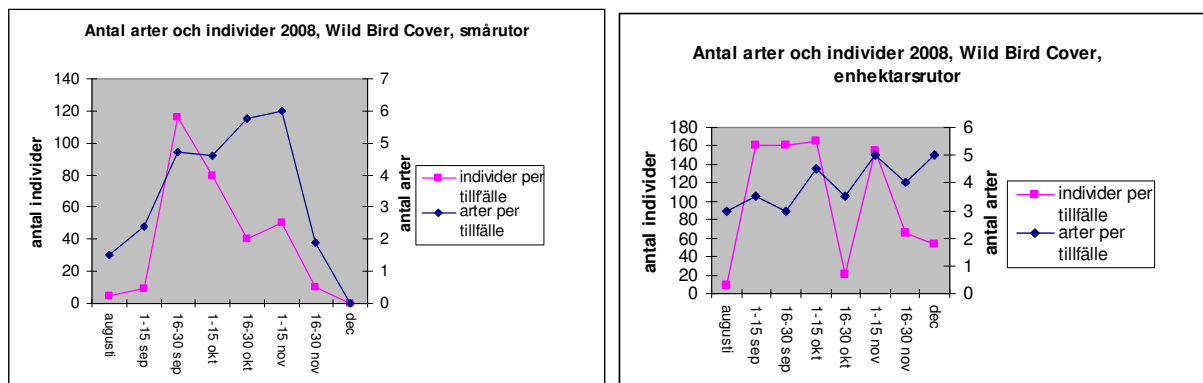 Antal arter och individer 2008, Wild Bird Cover, smårutor
antal individer
140
120
100
80
60
40
20
0
7
6
5
4
3
2
1
0
antal arter
augusti
1-15 sep
16-30 sep
1-15 okt
16-30 okt
1-15 nov
16-30 nov
dec
individer per
tillfälle
arter per
tillfälle
Antal arter och individer 2008, Wild Bird Cover,
enhektarsrutor
antal individer
180
160
140
120
100
80
60
40
20
0
6
5
4
3
2
1
0
antal arter
augusti
1-15 sep
16-30 sep
1-15 okt
16-30 okt
1-15 nov
16-30 nov
dec
individer per
tillfälle
arter per
tillfälle